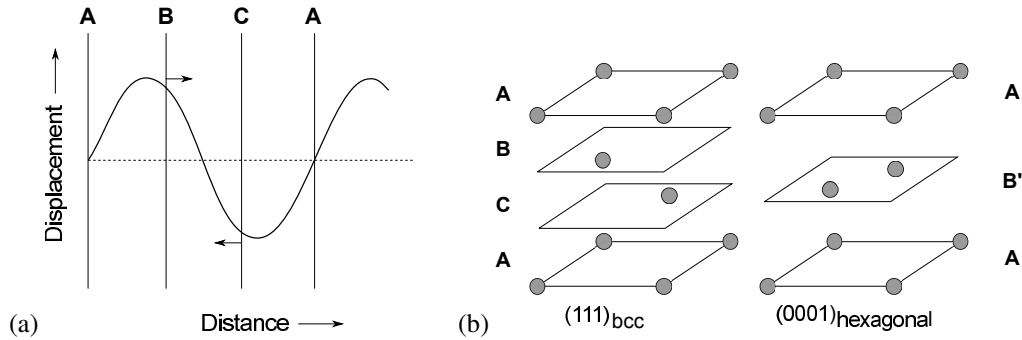 A B C A
Displacement
Distance
(a)
A
B
C
A
(111)bcc
A
B'
A
(0001)hexagonal
(b)